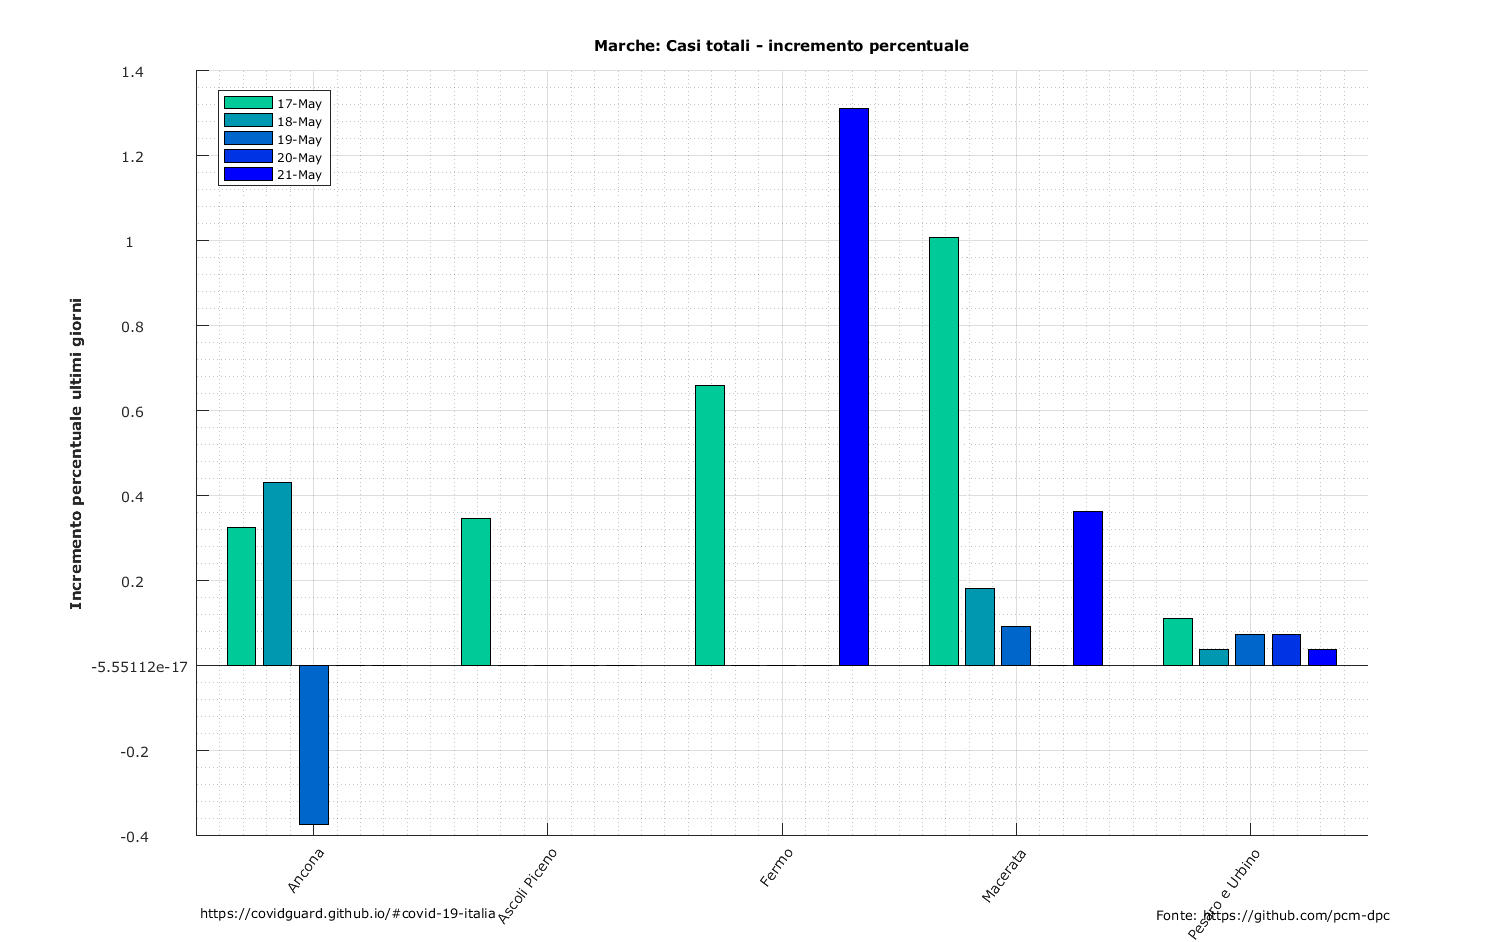 Marche: Casi totali - incremento percentuale
1.4
1.2
1
0.8
0.6
0.4
0.2
-5.55112e-17
-0.2
-0.4
Incremento percentuale ultimi giorni
17-May
18-May
19-May
20-May
21-May
Ancona
Ascoli Piceno
Fermo
Macerata
Pesaro e Urbino
https://covidguard.github.io/#covid-19-italia
Fonte: https://github.com/pcm-dpc